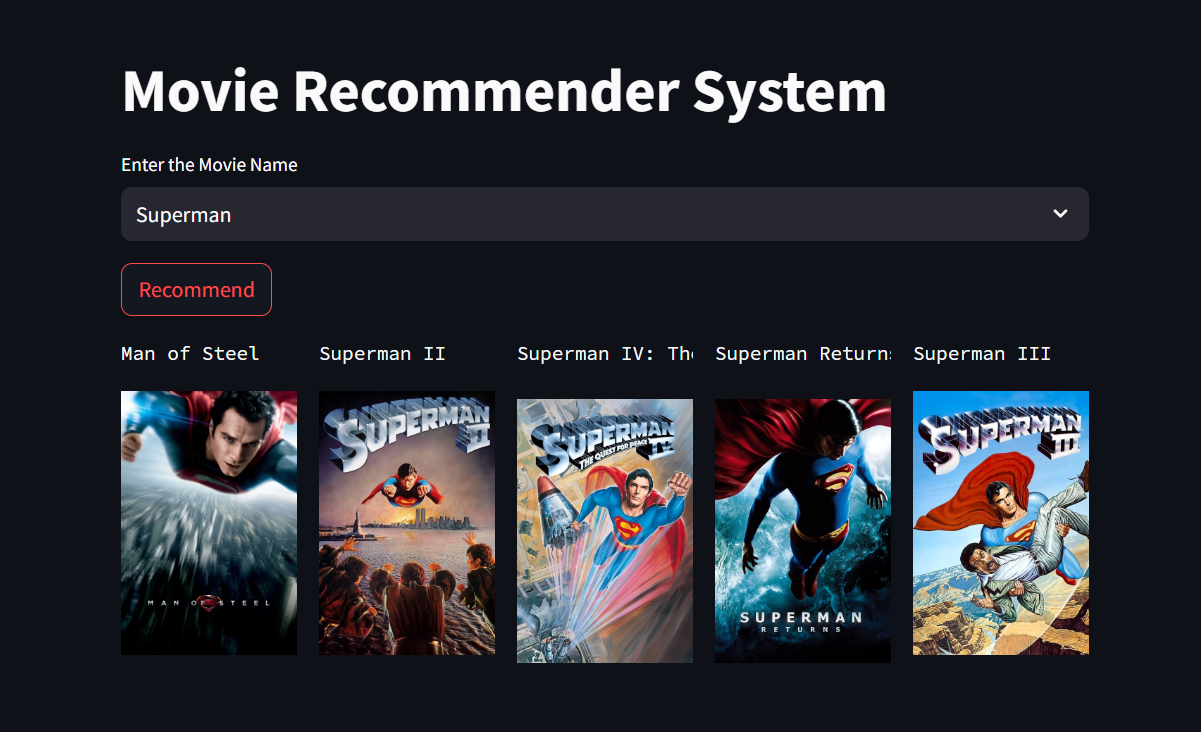 Movie Recommender System
Enter the Movie Name
Superman
Recommend
Man of Steel
Superman II
Superman IV: The
Superman Returns
Superman III
MAN OF STEEL
SUPERMAN
II
SUPERMAN
THE QUEST FOR PEACE
IV
SUPERMAN
RETURNS
SUPERMAN
III